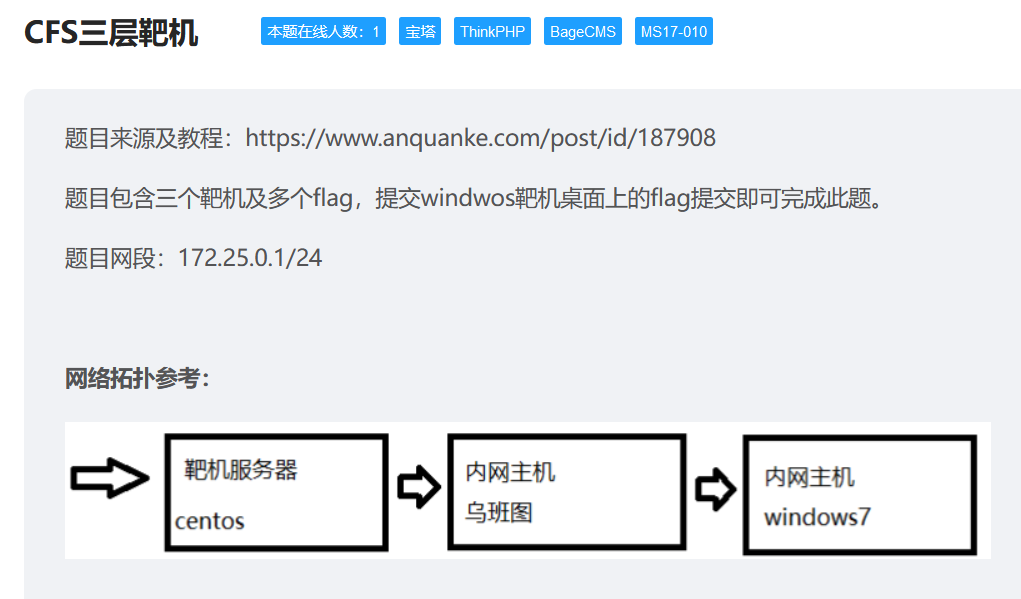 CFS三层靶机
本题在线人数：1 宝塔 ThinkPHP BageCMS MS17-010
题目来源及教程：https://www.anquanke.com/post/id/187908
题目包含三个靶机及多个flag，提交windwos靶机桌面上的flag提交即可完成此题。
题目网段：172.25.0.1/24
网络拓扑参考：
靶机服务器
centos
内网主机
乌班图
内网主机
windows7